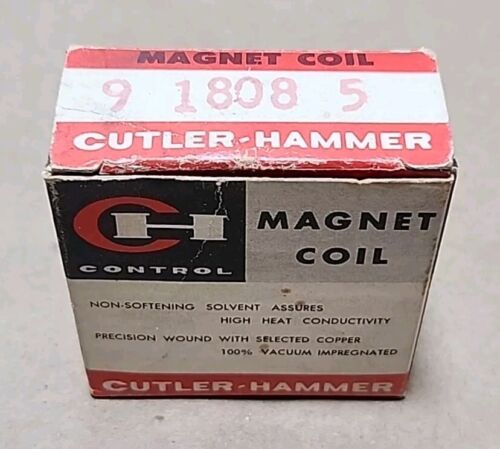 MAGNET COIL
9 1808 5
CUTLER-HAMMER
CH
CONTROL
MAGNET
COIL
NON-SOFTENING SOLVENT ASSURES
HIGH HEAT CONDUCTIVITY
PRECISION WOUND WITH SELECTED COPPER
100% VACUUM IMPREGNATED
CUTLER-HAMMER